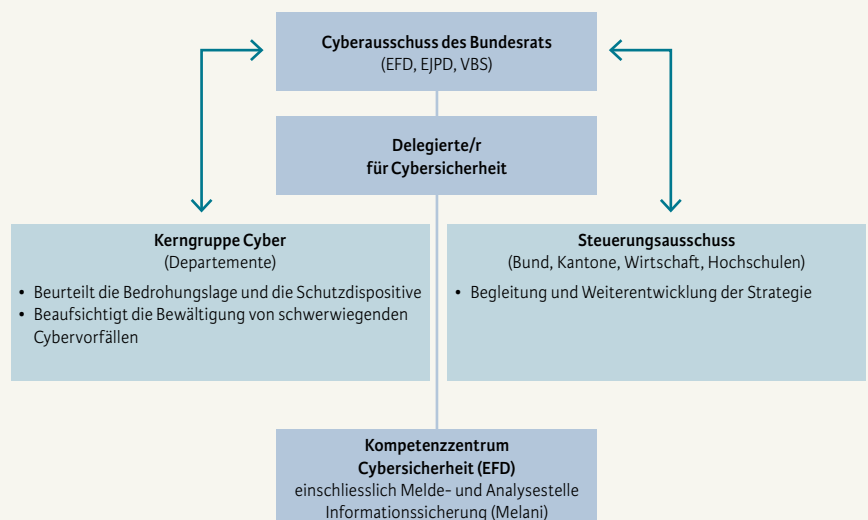 Cyberausschuss des Bundesrats
(EFD, EJPD, VBS)
Delegierte/r
für Cybersicherheit
Kerngruppe Cyber
(Departemente)
• Beurteilt die Bedrohungslage und die Schutzdispositive
• Beaufsichtigt die Bewältigung von schwerwiegenden
Cybervorfällen
Steuerungsausschuss
(Bund, Kantone, Wirtschaft, Hochschulen)
• Begleitung und Weiterentwicklung der Strategie
Kompetenzzentrum
Cybersicherheit (EFD)
einschliesslich Melde- und Analysestelle
Informationssicherung (Melani)